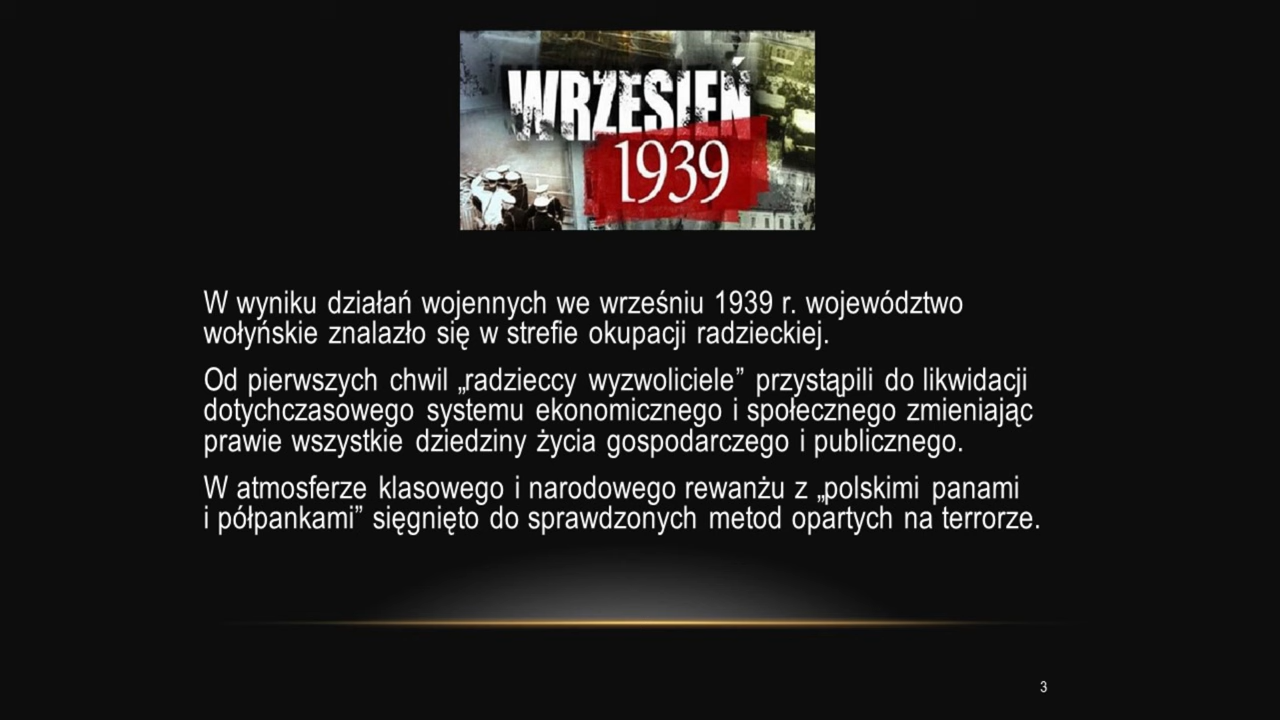 WRZESIEŃ
1939
W wyniku działań wojennych we wrześniu 1939 r. województwo
wołyńskie znalazło się w strefie okupacji radzieckiej.
Od pierwszych chwil „radzieccy wyzwoliciele” przystąpili do likwidacji
dotychczasowego systemu ekonomicznego i społecznego zmieniając
prawie wszystkie dziedziny życia gospodarczego i publicznego.
W atmosferze klasowego i narodowego rewanżu z „polskimi panami
i półpankami” sięgnięto do sprawdzonych metod opartych na terrorze.
3